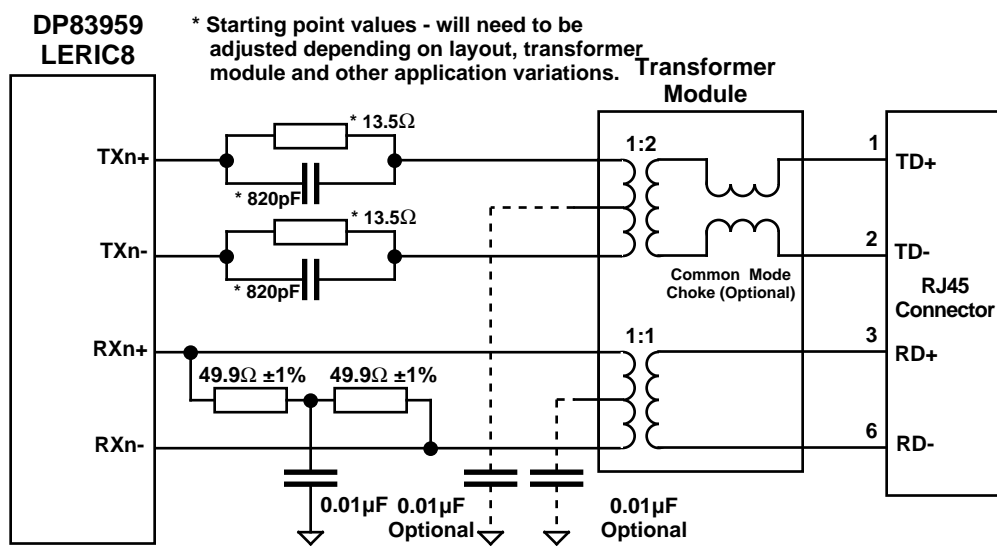 DP83959
LERIC8
* Starting point values - will need to be
adjusted depending on layout, transformer
module and other application variations.
Transformer
Module
* 13.5Ω
1:2
1
TXn+
TD+
* 820pF
* 13.5Ω
TXn-
2
TD-
* 820pF
Common Mode
Choke (Optional)
RJ45
Connector
RXn+
1:1
3
RD+
49.9Ω ±1%
49.9Ω ±1%
RXn-
6
RD-
0.01µF
0.01µF
Optional
0.01µF
Optional